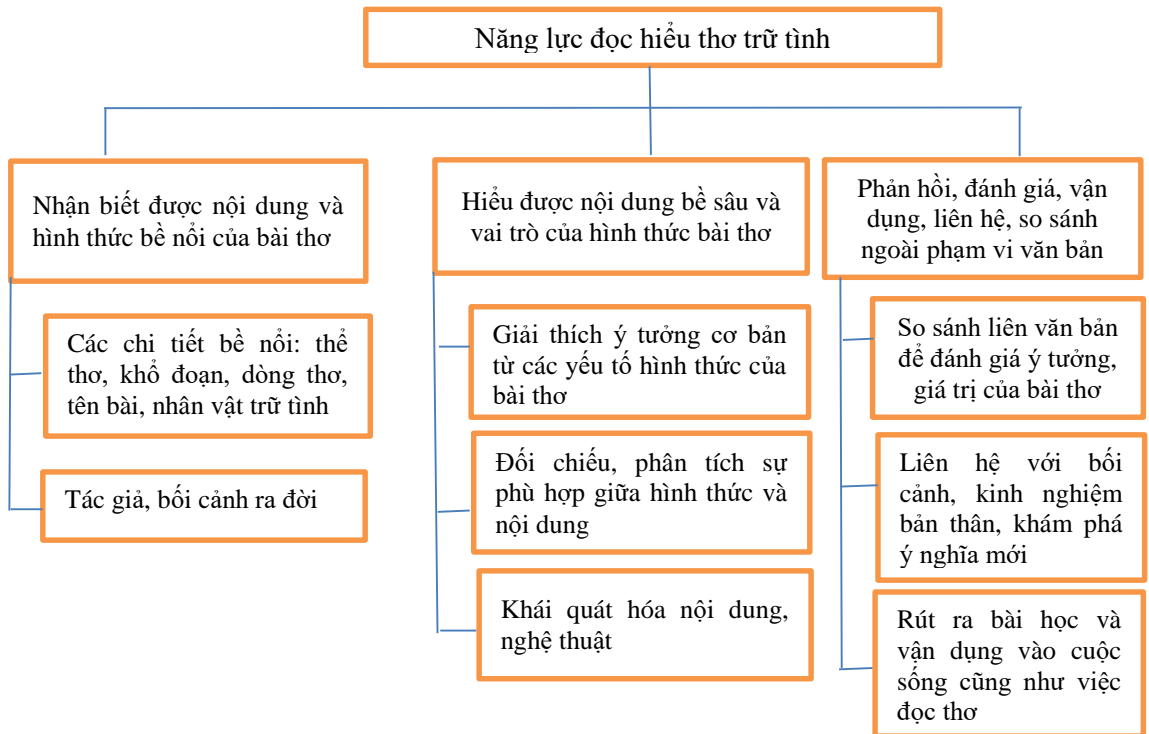 Năng lực đọc hiểu thơ trữ tình
Nhận biết được nội dung và
hình thức bề nổi của bài thơ
Các chi tiết bề nổi: thể
thơ, khổ đoạn, dòng thơ,
tên bài, nhân vật trữ tình
Tác giả, bối cảnh ra đời
Hiểu được nội dung bề sâu và
vai trò của hình thức bài thơ
Giải thích ý tưởng cơ bản
từ các yếu tố hình thức của
bài thơ
Đối chiếu, phân tích sự
phù hợp giữa hình thức và
nội dung
Khái quát hóa nội dung,
nghệ thuật
Phản hồi, đánh giá, vận
dụng, liên hệ, so sánh
ngoài phạm vi văn bản
So sánh liên văn bản
để đánh giá ý tưởng,
giá trị của bài thơ
Liên hệ với bối
cảnh, kinh nghiệm
bản thân, khám phá
ý nghĩa mới
Rút ra bài học và
vận dụng vào cuộc
sống cũng như việc
đọc thơ